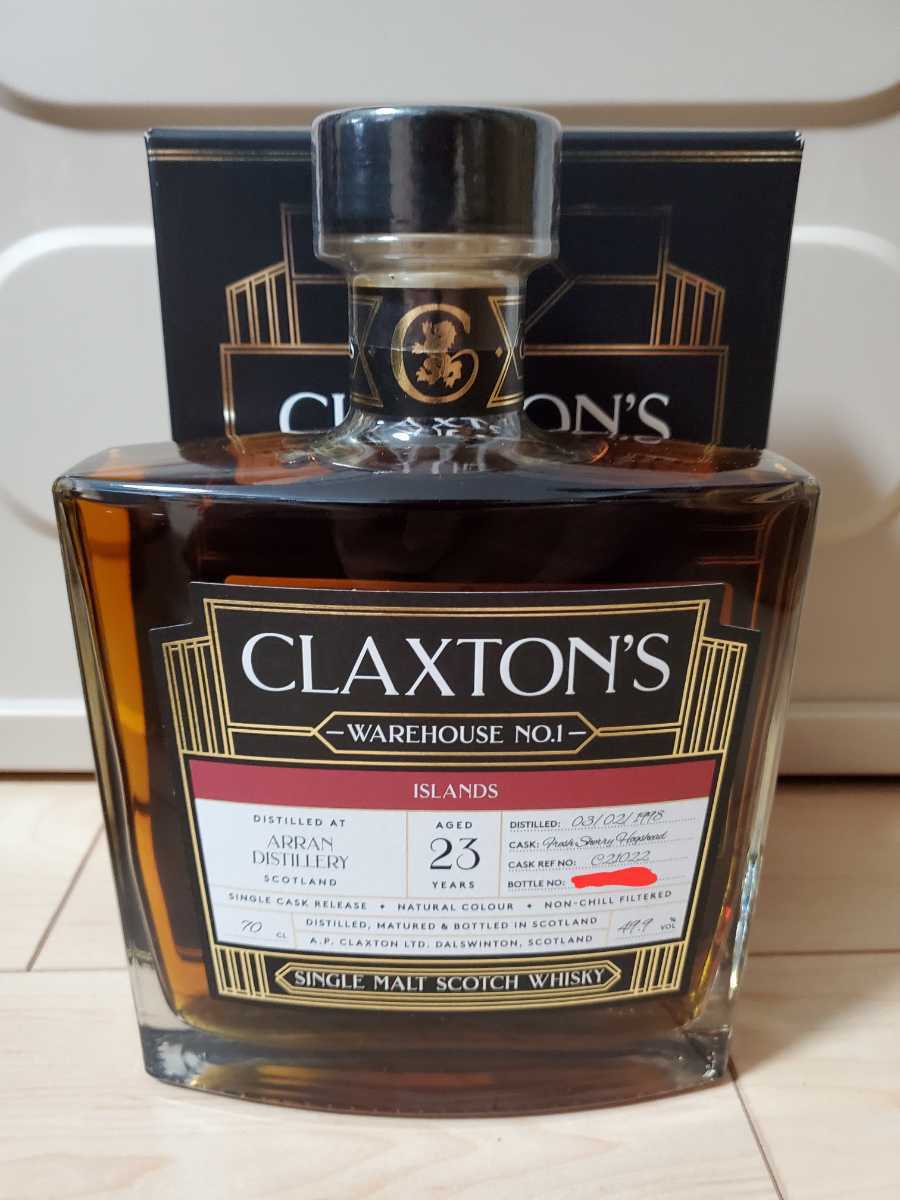 CLAXTON'S
C
CLAXTON'S
–WAREHOUSE NO.1–
ISLANDS
DISTILLED AT
ARRAN
DISTILLERY
SCOTLAND
AGED
23
YEARS
DISTILLED: 03/02/1998
CASK: Fresh Sherry Hogshead
CASK REF NO: C21022
BOTTLE NO:
SINGLE CASK RELEASE • NATURAL COLOUR • NON-CHILL FILTERED
70 CL
DISTILLED, MATURED & BOTTLED IN SCOTLAND
A.P. CLAXTON LTD. DALSWINTON, SCOTLAND
49.9 % VOL
SINGLE MALT SCOTCH WHISKY